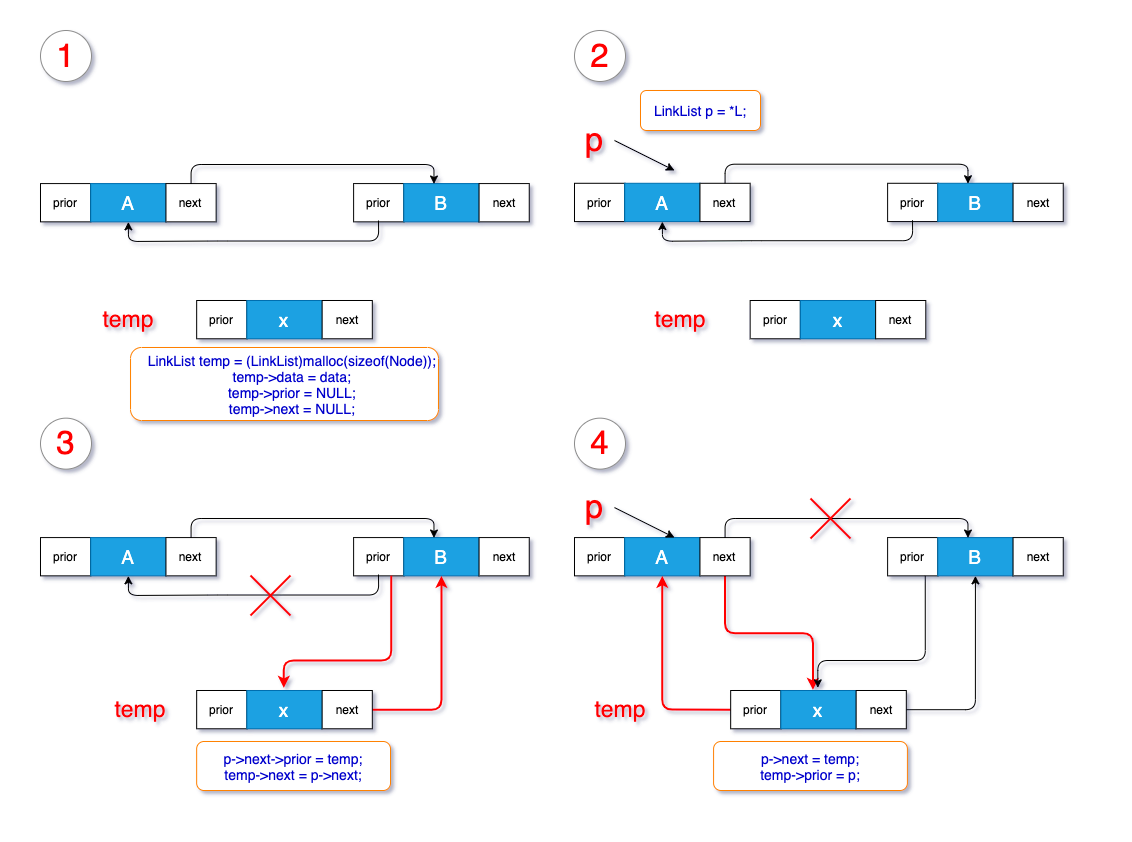 1
prior A next
prior B next
temp
prior x next
LinkList temp = (LinkList)malloc(sizeof(Node));
temp->data = data;
temp->prior = NULL;
temp->next = NULL;
2
LinkList p = *L;
p
prior A next
prior B next
temp
prior x next
3
prior A next
prior B next
temp
prior x next
p->next->prior = temp;
temp->next = p->next;
4
p
prior A next
prior B next
temp
prior x next
p->next = temp;
temp->prior = p;